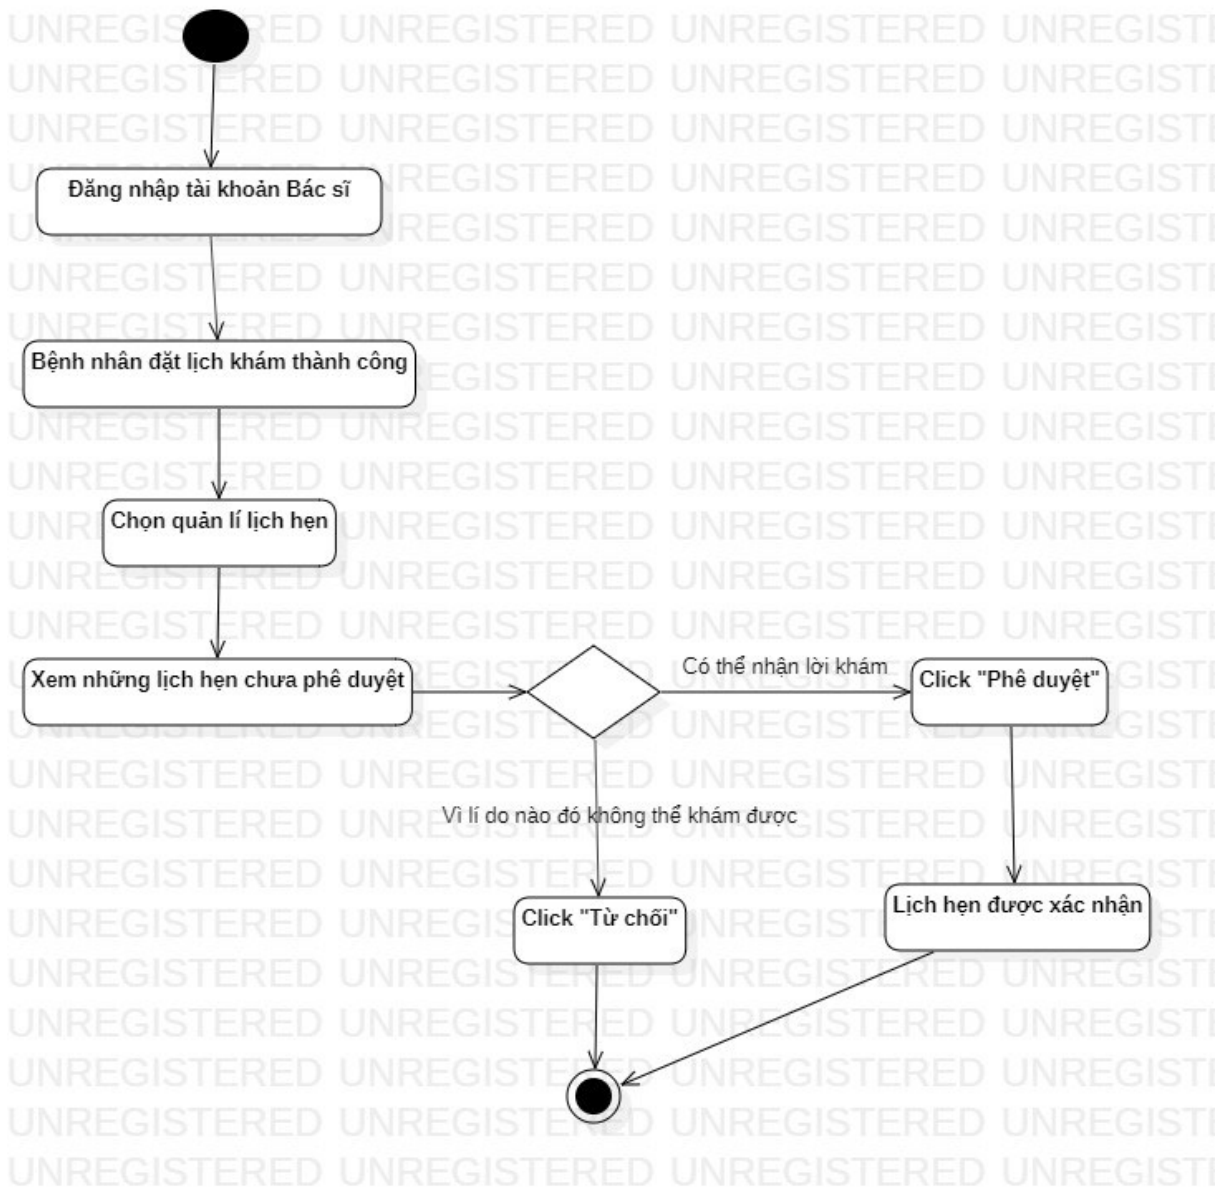 Đăng nhập tài khoản Bác sĩ
Bệnh nhân đặt lịch khám thành công
Chọn quản lí lịch hẹn
Xem những lịch hẹn chưa phê duyệt
Có thể nhận lời khám
Click "Phê duyệt"
Vì lí do nào đó không thể khám được
Click "Từ chối"
Lịch hẹn được xác nhận